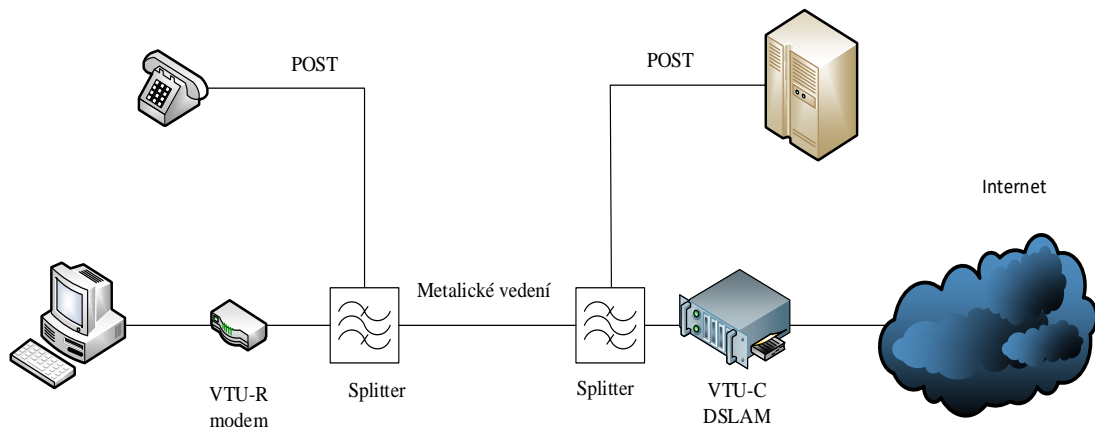 POST
POST
Internet
Metalické vedení
VTU-R
modem
Splitter
Splitter
VTU-C
DSLAM